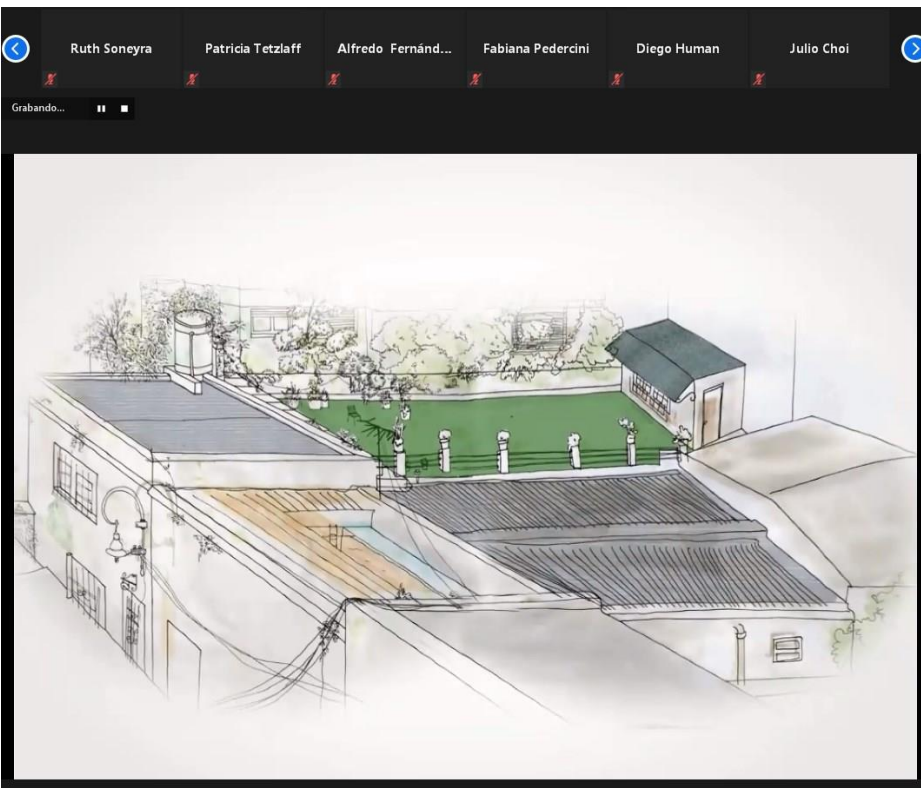 Ruth Soneyra
Patricia Tetzlaff
Alfredo Fernánd...
Fabiana Pedercini
Diego Human
Julio Choi
Grabando...